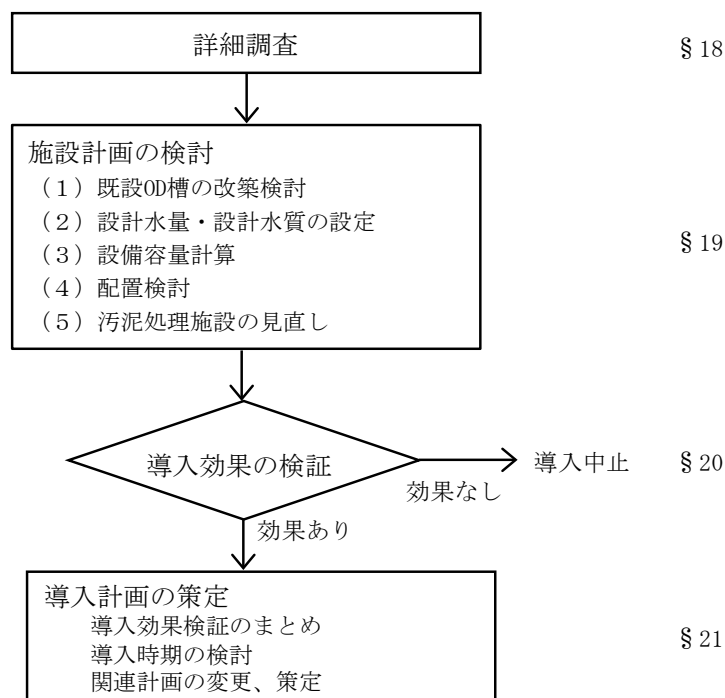 詳細調査 §18
施設計画の検討
(1)既設OD槽の改築検討
(2)設計水量・設計水質の設定
(3)設備容量計算 §19
(4)配置検討
(5)汚泥処理施設の見直し
導入効果の検証 導入中止 §20
効果なし
効果あり
導入計画の策定
導入効果検証のまとめ
導入時期の検討 §21
関連計画の変更、策定